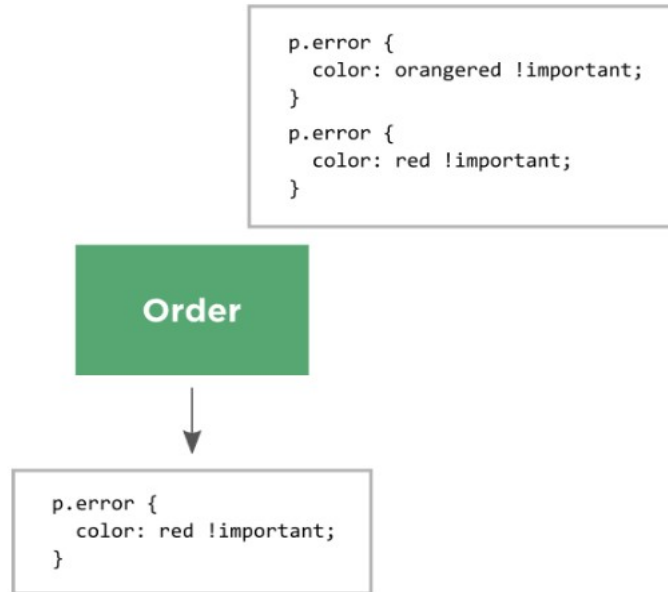 p.error {
  color: orangered !important;
}
p.error {
  color: red !important;
}
Order
p.error {
  color: red !important;
}